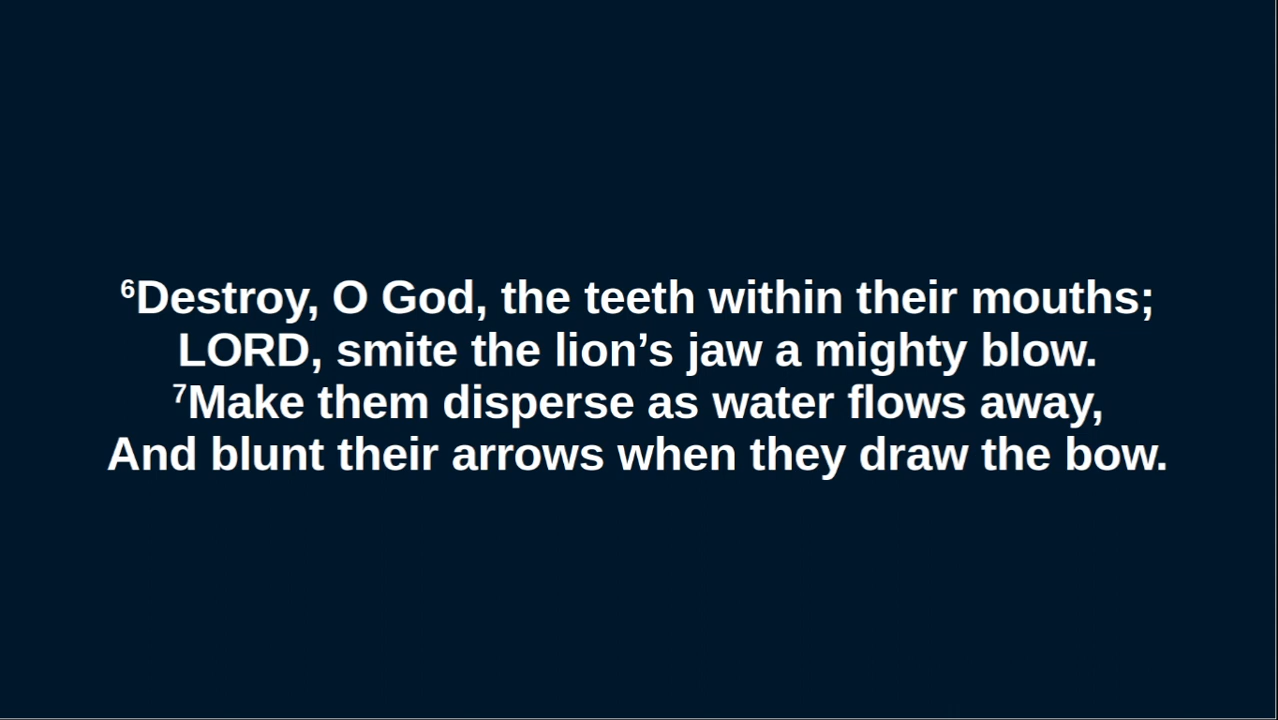 ⁶Destroy, O God, the teeth within their mouths;
LORD, smite the lion’s jaw a mighty blow.
⁷Make them disperse as water flows away,
And blunt their arrows when they draw the bow.